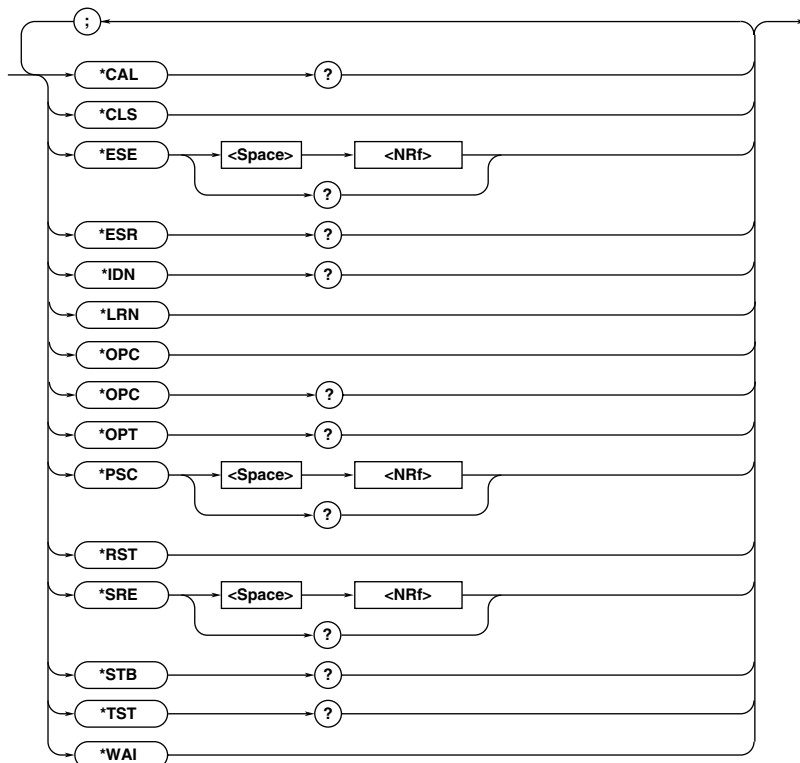 ;
*CAL ?
*CLS
*ESE <Space> <NRf>
?
*ESR ?
*IDN ?
*LRN
*OPC
*OPC ?
*OPT ?
*PSC <Space> <NRf>
?
*RST
*SRE <Space> <NRf>
?
*STB ?
*TST ?
*WAI